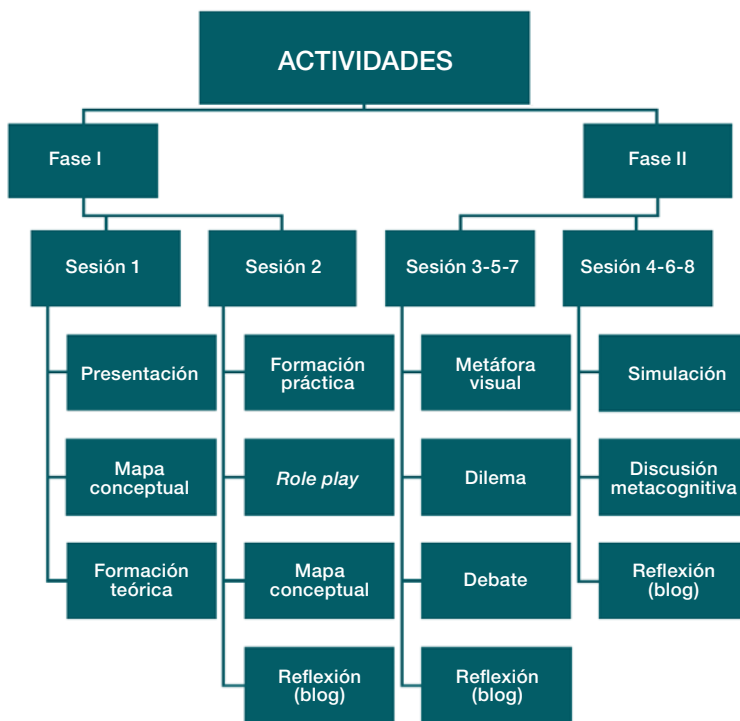 ACTIVIDADES
Fase I
Fase II
Sesión 1
Sesión 2
Sesión 3-5-7
Sesión 4-6-8
Presentación
Formación
práctica
Metáfora
visual
Simulación
Mapa
conceptual
Role play
Dilema
Discusión
metacognitiva
Formación
teórica
Mapa
conceptual
Debate
Reflexión
(blog)
Reflexión
(blog)
Reflexión
(blog)